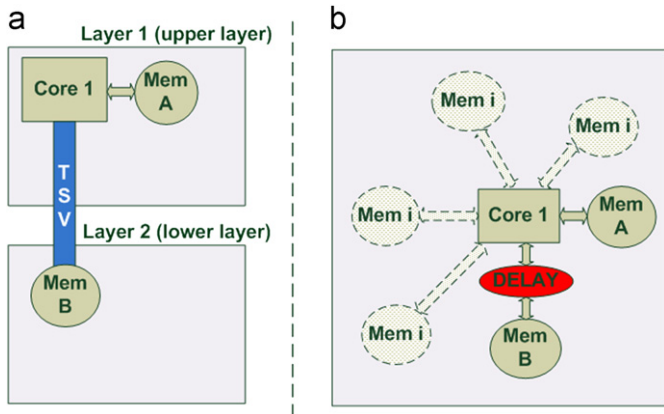 a
Layer 1 (upper layer)
Core 1
Mem
A
T
S
V
Layer 2 (lower layer)
Mem
B
b
Mem i
Mem i
Mem i
Core 1
Mem
A
DELAY
Mem i
Mem
B